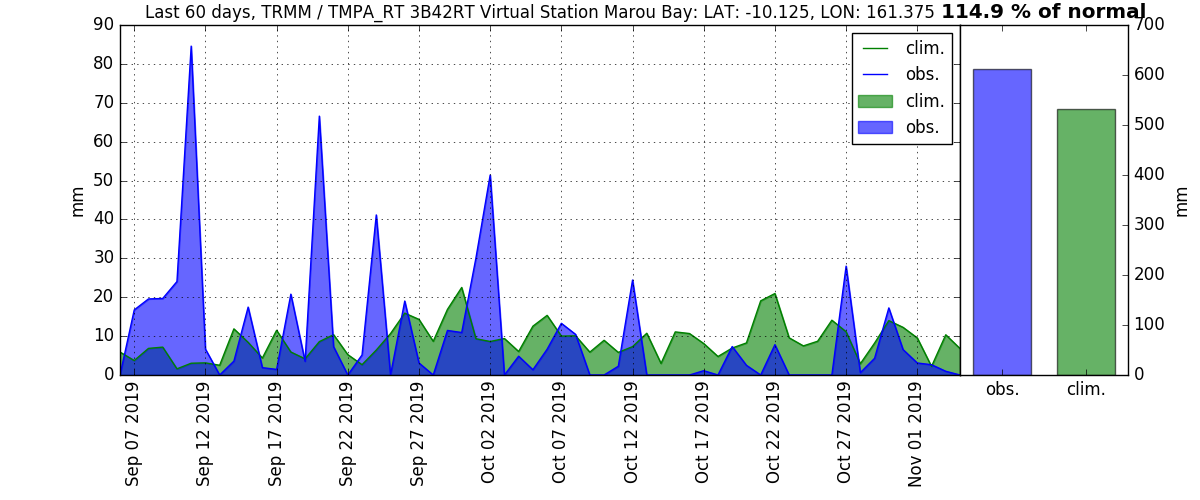 Last 60 days, TRMM / TMPA_RT 3B42RT Virtual Station Marou Bay: LAT: -10.125, LON: 161.375 114.9 % of normal
90
80
70
60
50
40
30
20
10
0
mm
clim.
obs.
clim.
obs.
Sep 07 2019
Sep 12 2019
Sep 17 2019
Sep 22 2019
Sep 27 2019
Oct 02 2019
Oct 07 2019
Oct 12 2019
Oct 17 2019
Oct 22 2019
Oct 27 2019
Nov 01 2019
700
600
500
400
300
200
100
0
mm
obs.
clim.